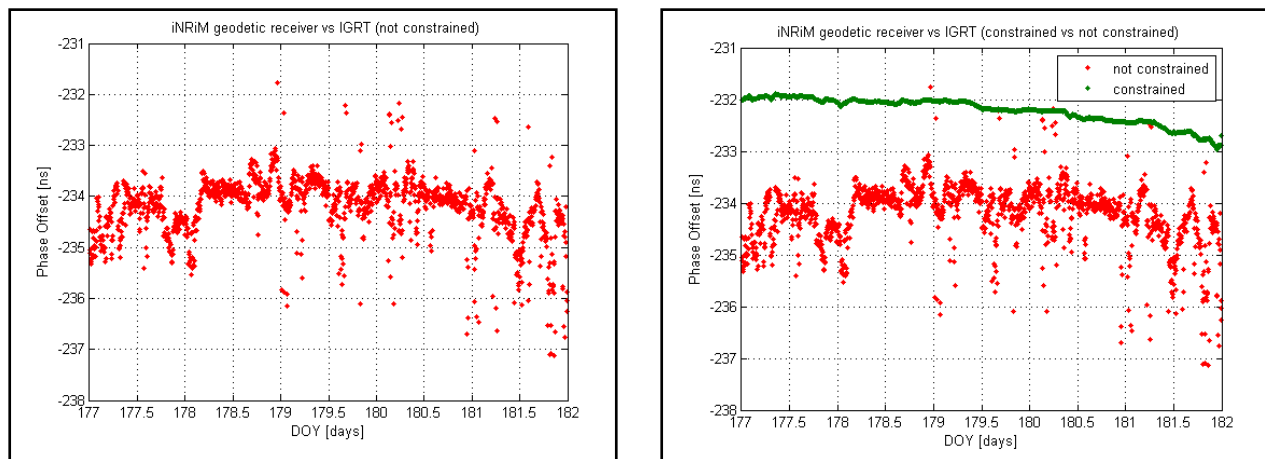 iNRiM geodetic receiver vs IGRT (not constrained)
-231
-232
-233
-234
-235
-236
-237
-238
Phase Offset [ns]
177 177.5 178 178.5 179 179.5 180 180.5 181 181.5 182
DOY [days]
iNRiM geodetic receiver vs IGRT (constrained vs not constrained)
not constrained
constrained
-231
-232
-233
-234
-235
-236
-237
-238
Phase Offset [ns]
177 177.5 178 178.5 179 179.5 180 180.5 181 181.5 182
DOY [days]